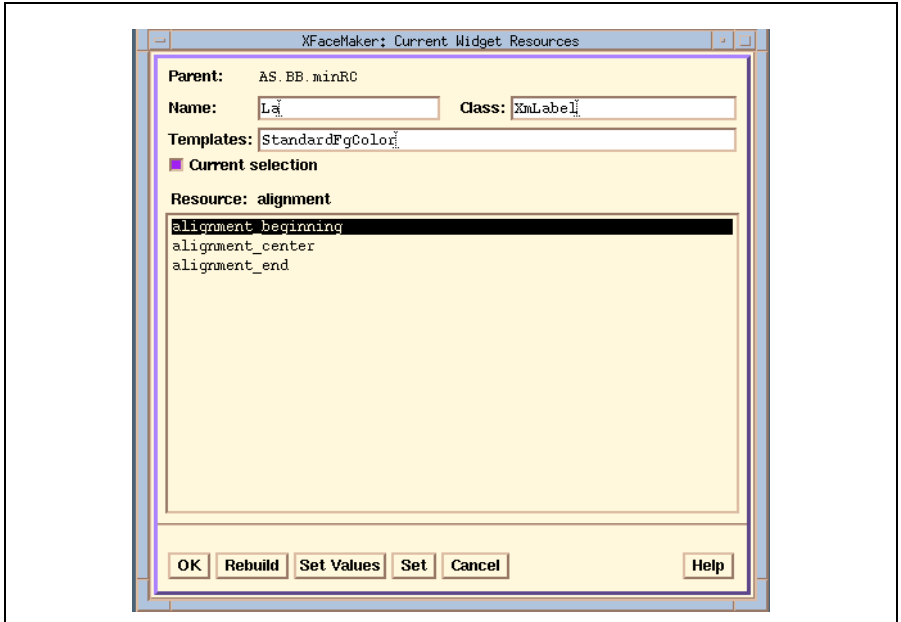 XFaceMaker: Current Widget Resources
Parent: AS.BB.minRC
Name: La Class: XmLabel
Templates: StandardFgColor
Current selection
Resource: alignment
alignment_beginning
alignment_center
alignment_end
OK Rebuild Set Values Set Cancel Help